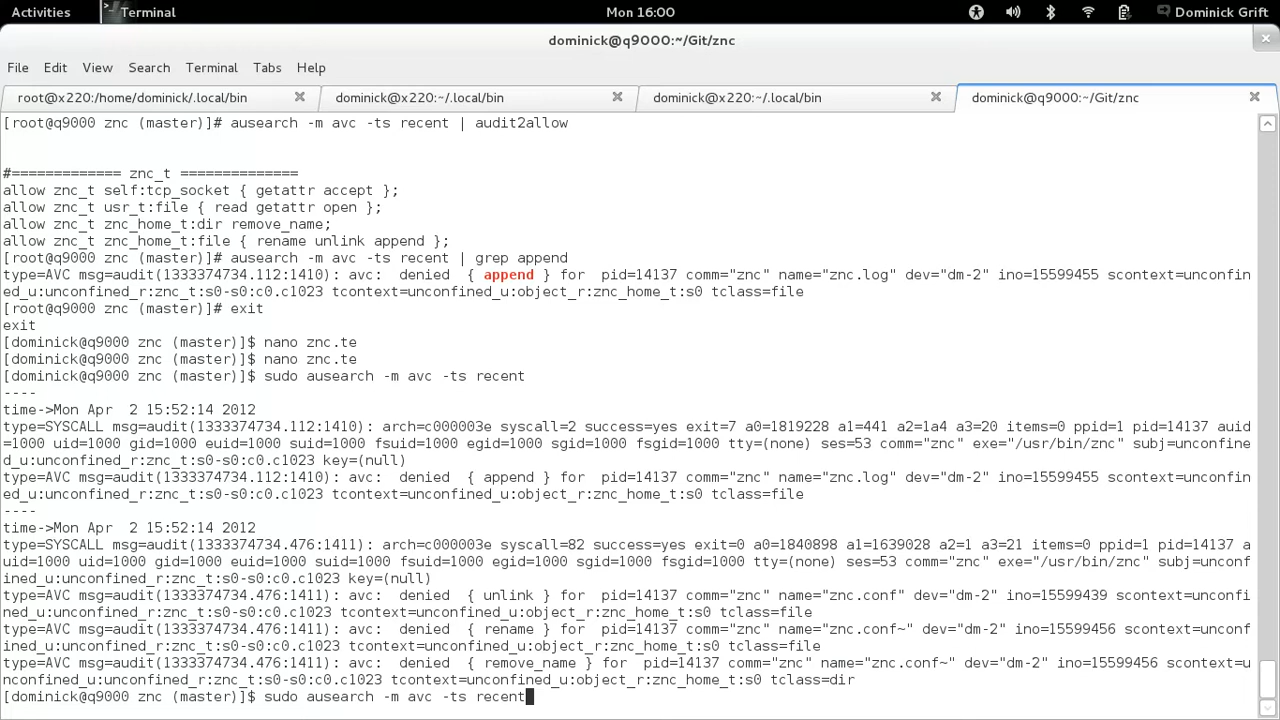 Activities Terminal Mon 16:00 Dominick Grift
dominick@q9000:~/Git/znc
File Edit View Search Terminal Tabs Help
root@x220:/home/dominick/.local/bin dominick@x220:~/.local/bin dominick@x220:~/.local/bin dominick@q9000:~/Git/znc
[root@q9000 znc (master)]# ausearch -m avc -ts recent | audit2allow
#============= znc_t ==============
allow znc_t self:tcp_socket { getattr accept };
allow znc_t usr_t:file { read getattr open };
allow znc_t znc_home_t:dir remove_name;
allow znc_t znc_home_t:file { rename unlink append };
[root@q9000 znc (master)]# ausearch -m avc -ts recent | grep append
type=AVC msg=audit(1333374734.112:1410): avc:  denied  { append } for  pid=14137 comm="znc" name="znc.log" dev="dm-2" ino=15599455 scontext=unconfin
ed_u:unconfined_r:znc_t:s0-s0:c0.c1023 tcontext=unconfined_u:object_r:znc_home_t:s0 tclass=file
[root@q9000 znc (master)]# exit
exit
[dominick@q9000 znc (master)]$ nano znc.te
[dominick@q9000 znc (master)]$ nano znc.te
[dominick@q9000 znc (master)]$ sudo ausearch -m avc -ts recent
----
time->Mon Apr  2 15:52:14 2012
type=SYSCALL msg=audit(1333374734.112:1410): arch=c000003e syscall=2 success=yes exit=7 a0=1819228 a1=441 a2=1a4 a3=20 items=0 ppid=1 pid=14137 auid
=1000 uid=1000 gid=1000 euid=1000 suid=1000 fsuid=1000 egid=1000 sgid=1000 fsgid=1000 tty=(none) ses=53 comm="znc" exe="/usr/bin/znc" subj=unconfine
d_u:unconfined_r:znc_t:s0-s0:c0.c1023 key=(null)
type=AVC msg=audit(1333374734.112:1410): avc:  denied  { append } for  pid=14137 comm="znc" name="znc.log" dev="dm-2" ino=15599455 scontext=unconfin
ed_u:unconfined_r:znc_t:s0-s0:c0.c1023 tcontext=unconfined_u:object_r:znc_home_t:s0 tclass=file
----
time->Mon Apr  2 15:52:14 2012
type=SYSCALL msg=audit(1333374734.476:1411): arch=c000003e syscall=82 success=yes exit=0 a0=1840898 a1=1639028 a2=1 a3=21 items=0 ppid=1 pid=14137 a
uid=1000 uid=1000 gid=1000 euid=1000 suid=1000 fsuid=1000 egid=1000 sgid=1000 fsgid=1000 tty=(none) ses=53 comm="znc" exe="/usr/bin/znc" subj=unconf
ined_u:unconfined_r:znc_t:s0-s0:c0.c1023 key=(null)
type=AVC msg=audit(1333374734.476:1411): avc:  denied  { unlink } for  pid=14137 comm="znc" name="znc.conf" dev="dm-2" ino=15599439 scontext=unconfi
ned_u:unconfined_r:znc_t:s0-s0:c0.c1023 tcontext=unconfined_u:object_r:znc_home_t:s0 tclass=file
type=AVC msg=audit(1333374734.476:1411): avc:  denied  { rename } for  pid=14137 comm="znc" name="znc.conf~" dev="dm-2" ino=15599456 scontext=unconf
ined_u:unconfined_r:znc_t:s0-s0:c0.c1023 tcontext=unconfined_u:object_r:znc_home_t:s0 tclass=file
type=AVC msg=audit(1333374734.476:1411): avc:  denied  { remove_name } for  pid=14137 comm="znc" name="znc.conf~" dev="dm-2" ino=15599456 scontext=u
nconfined_u:unconfined_r:znc_t:s0-s0:c0.c1023 tcontext=unconfined_u:object_r:znc_home_t:s0 tclass=dir
[dominick@q9000 znc (master)]$ sudo ausearch -m avc -ts recent